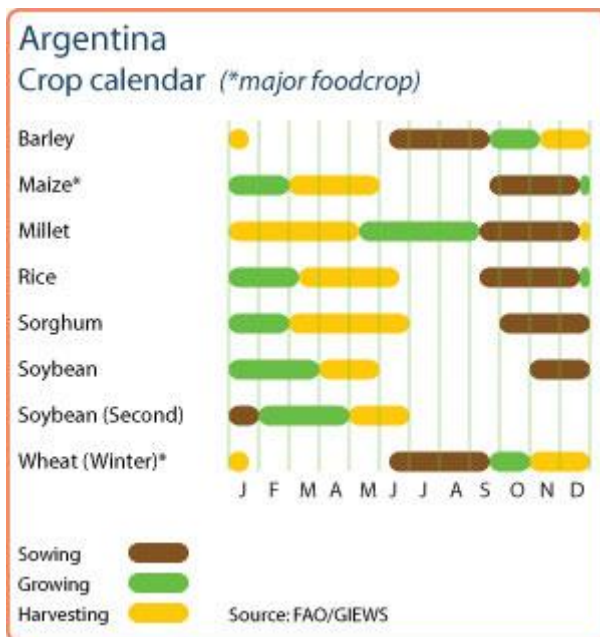 Argentina
Crop calendar (*major foodcrop)
Barley
Maize*
Millet
Rice
Sorghum
Soybean
Soybean (Second)
Wheat (Winter)*
J F M A M J J A S O N D
Sowing
Growing
Harvesting Source: FAO/GIEWS